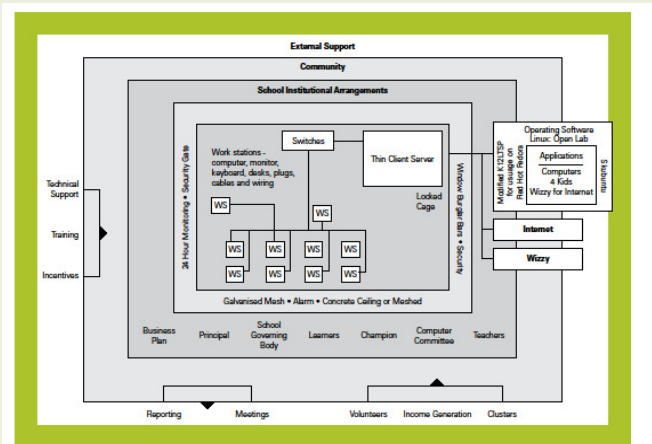 External Support
Community
School Institutional Arrangements
24 Hour Monitoring • Security Gate
Work stations -
computer, monitor,
keyboard, desks, plugs,
cables and wiring
Switches
Thin Client Server
Locked
Cage
WS
WS
WS
WS
WS
WS
WS
WS
WS
WS
Window Burglar Bars • Security
Galvanised Mesh • Alarm • Concrete Ceiling or Meshed
Modified K12LTSP
for usuage on
Red Hot Fedora
Operating Software
Linux: Open Lab
Applications
Computers
4 Kids
Wizzy for Internet
Skubuntu
Internet
Wizzy
Technical
Support
Training
Incentives
Business
Plan
Principal
School
Governing
Body
Learners
Champion
Computer
Committee
Teachers
Reporting
Meetings
Volunteers
Income Generation
Clusters